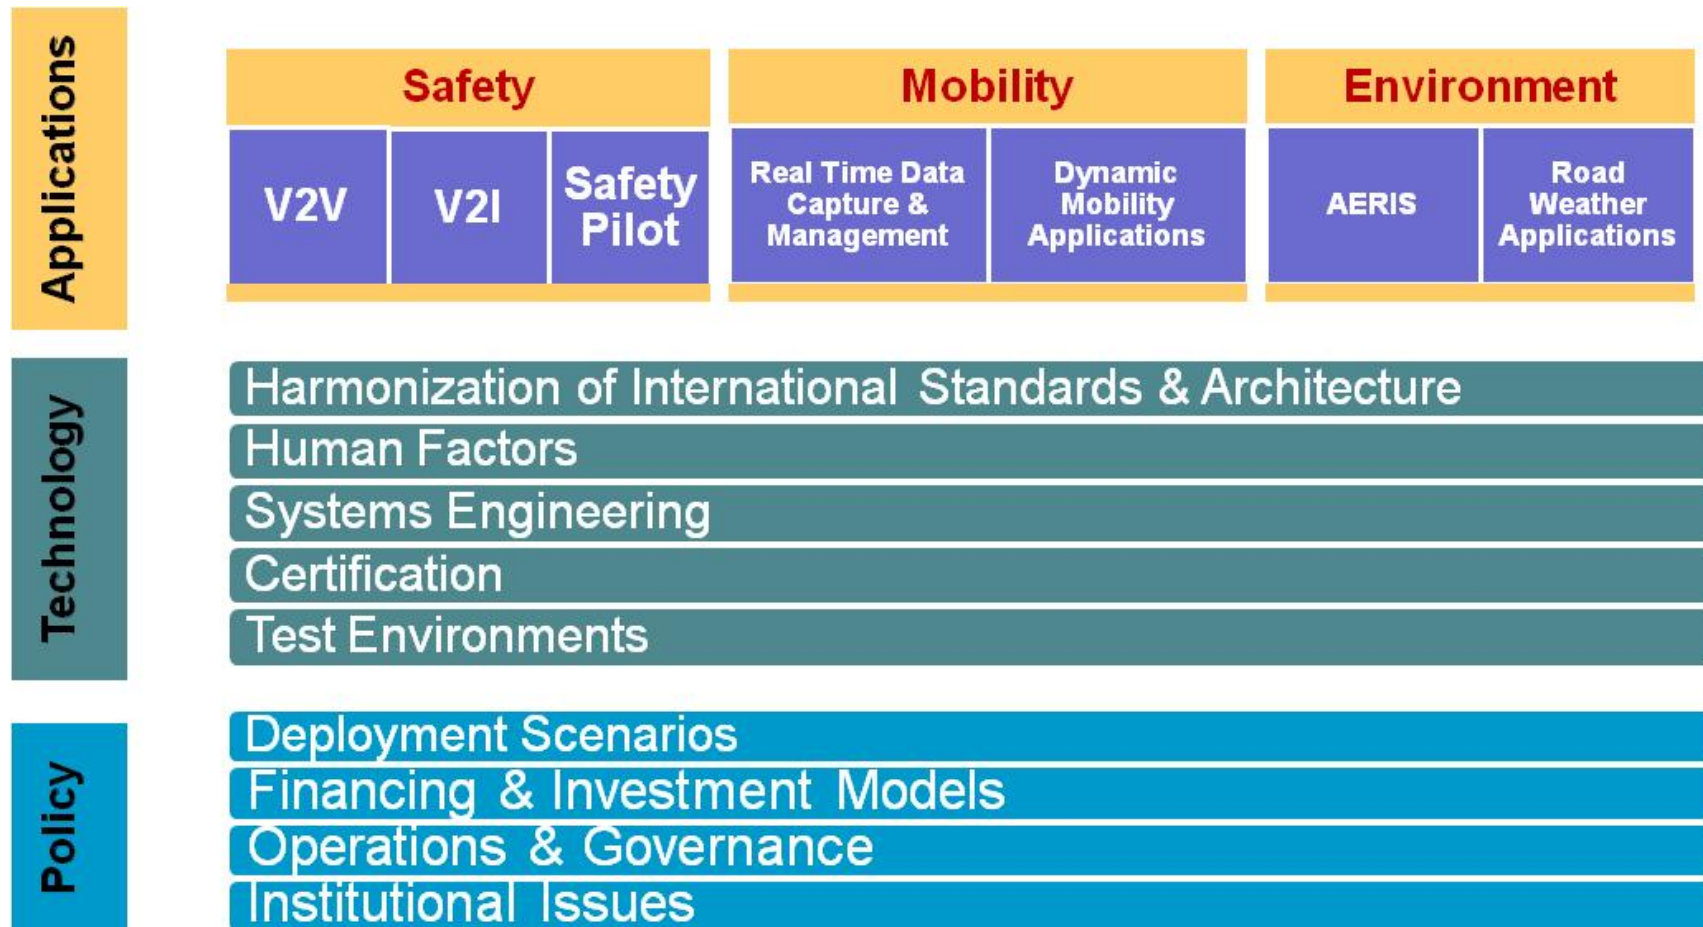 Applications
Safety
Mobility
Environment
V2V
V2I
Safety
Pilot
Real Time Data
Capture &
Management
Dynamic
Mobility
Applications
AERIS
Road
Weather
Applications
Technology
Harmonization of International Standards & Architecture
Human Factors
Systems Engineering
Certification
Test Environments
Policy
Deployment Scenarios
Financing & Investment Models
Operations & Governance
Institutional Issues